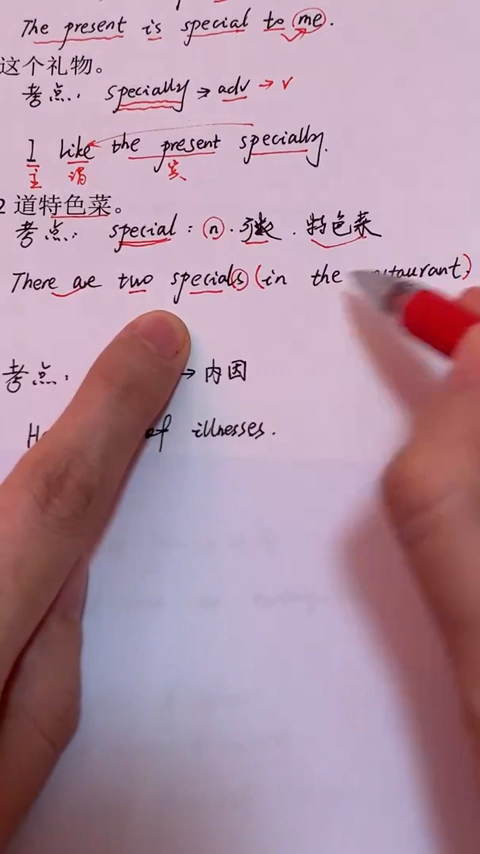 The present is special to me.
这个礼物。
考点: specially → adv → v
I like the present specially.
主 谓 宾
2 道特色菜。
考点: special: n. 可数. 特色菜
There are two specials (in the restaurant)
考点: → 内因
of illnesses.